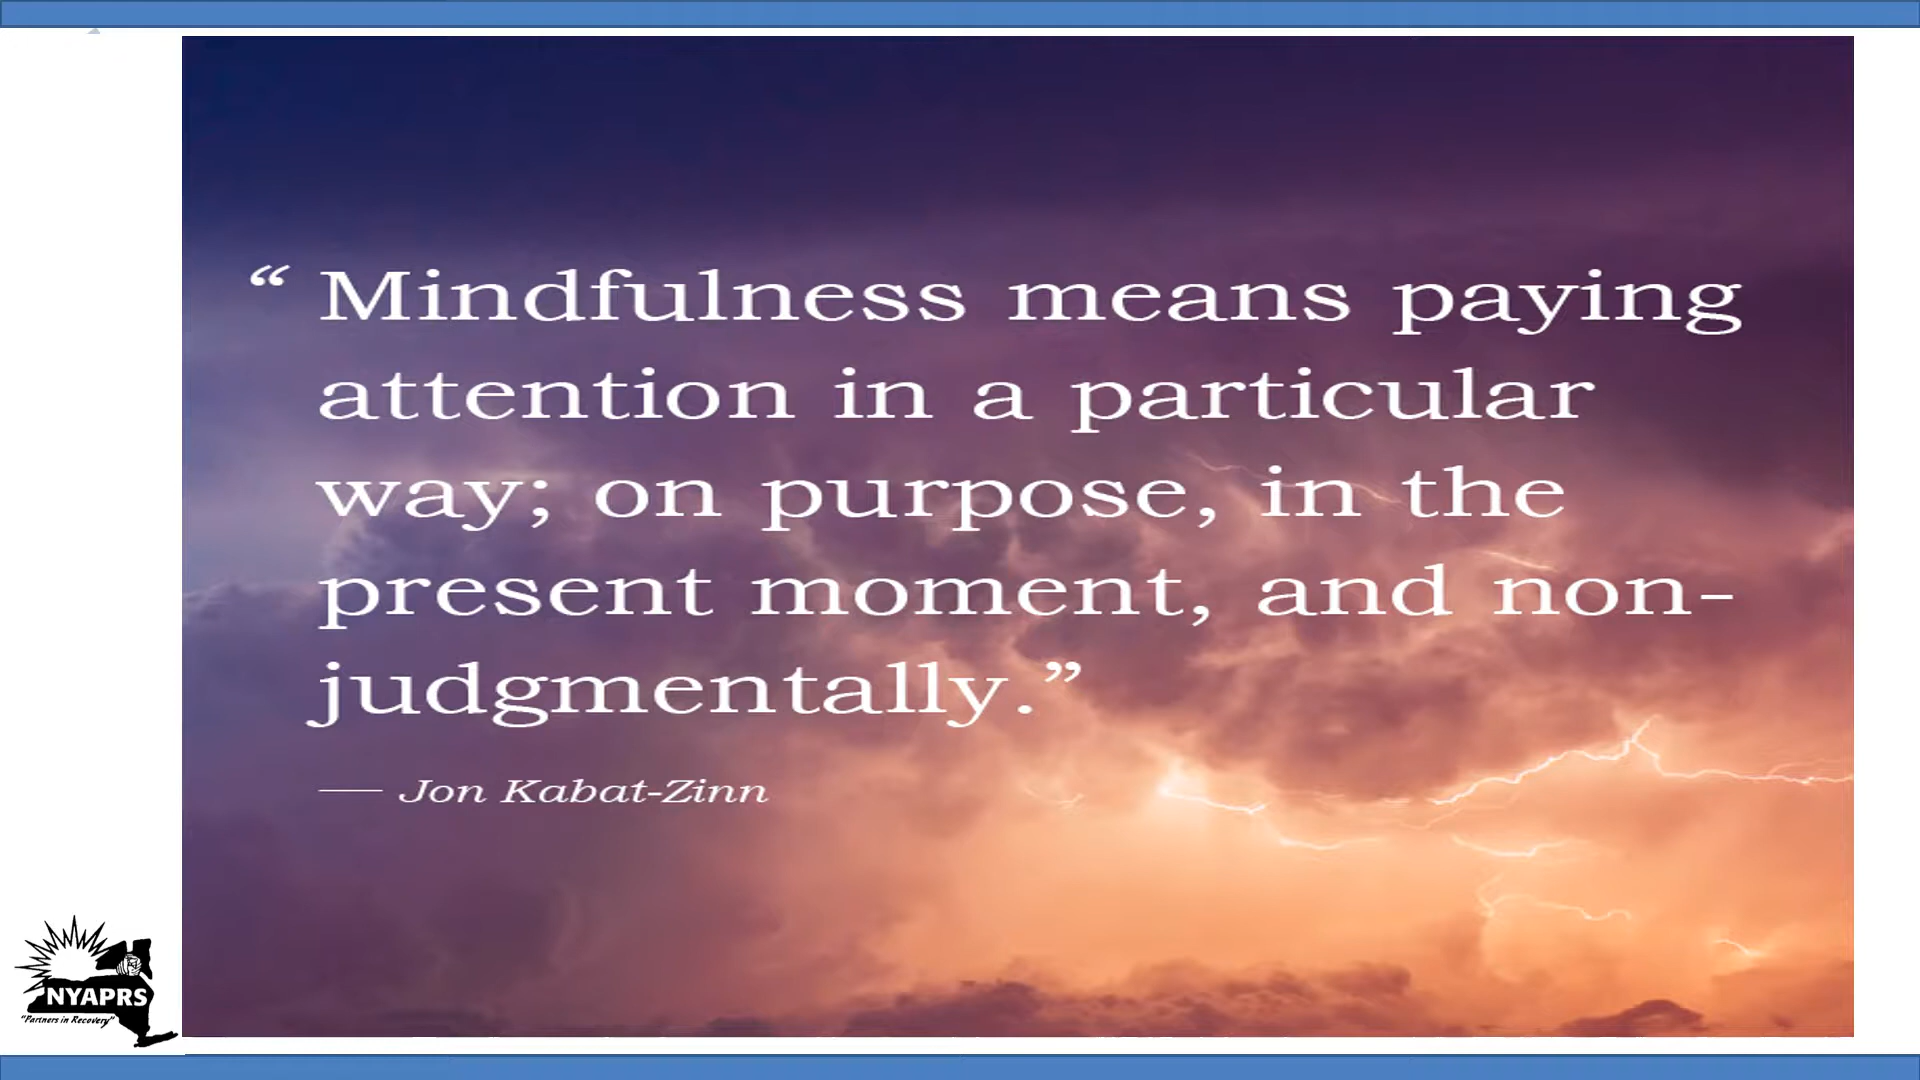 “ Mindfulness means paying
attention in a particular
way; on purpose, in the
present moment, and non-
judgmentally.”
— Jon Kabat-Zinn
NYAPRS
"Partners in Recovery"